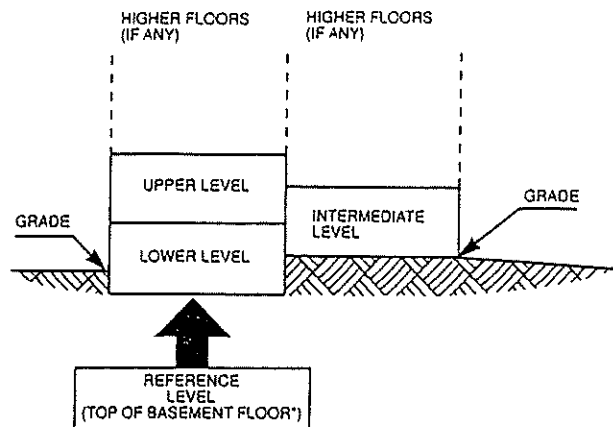 HIGHER FLOORS
(IF ANY)
HIGHER FLOORS
(IF ANY)
UPPER LEVEL
GRADE
INTERMEDIATE
LEVEL
GRADE
LOWER LEVEL
REFERENCE
LEVEL
(TOP OF BASEMENT FLOOR*)